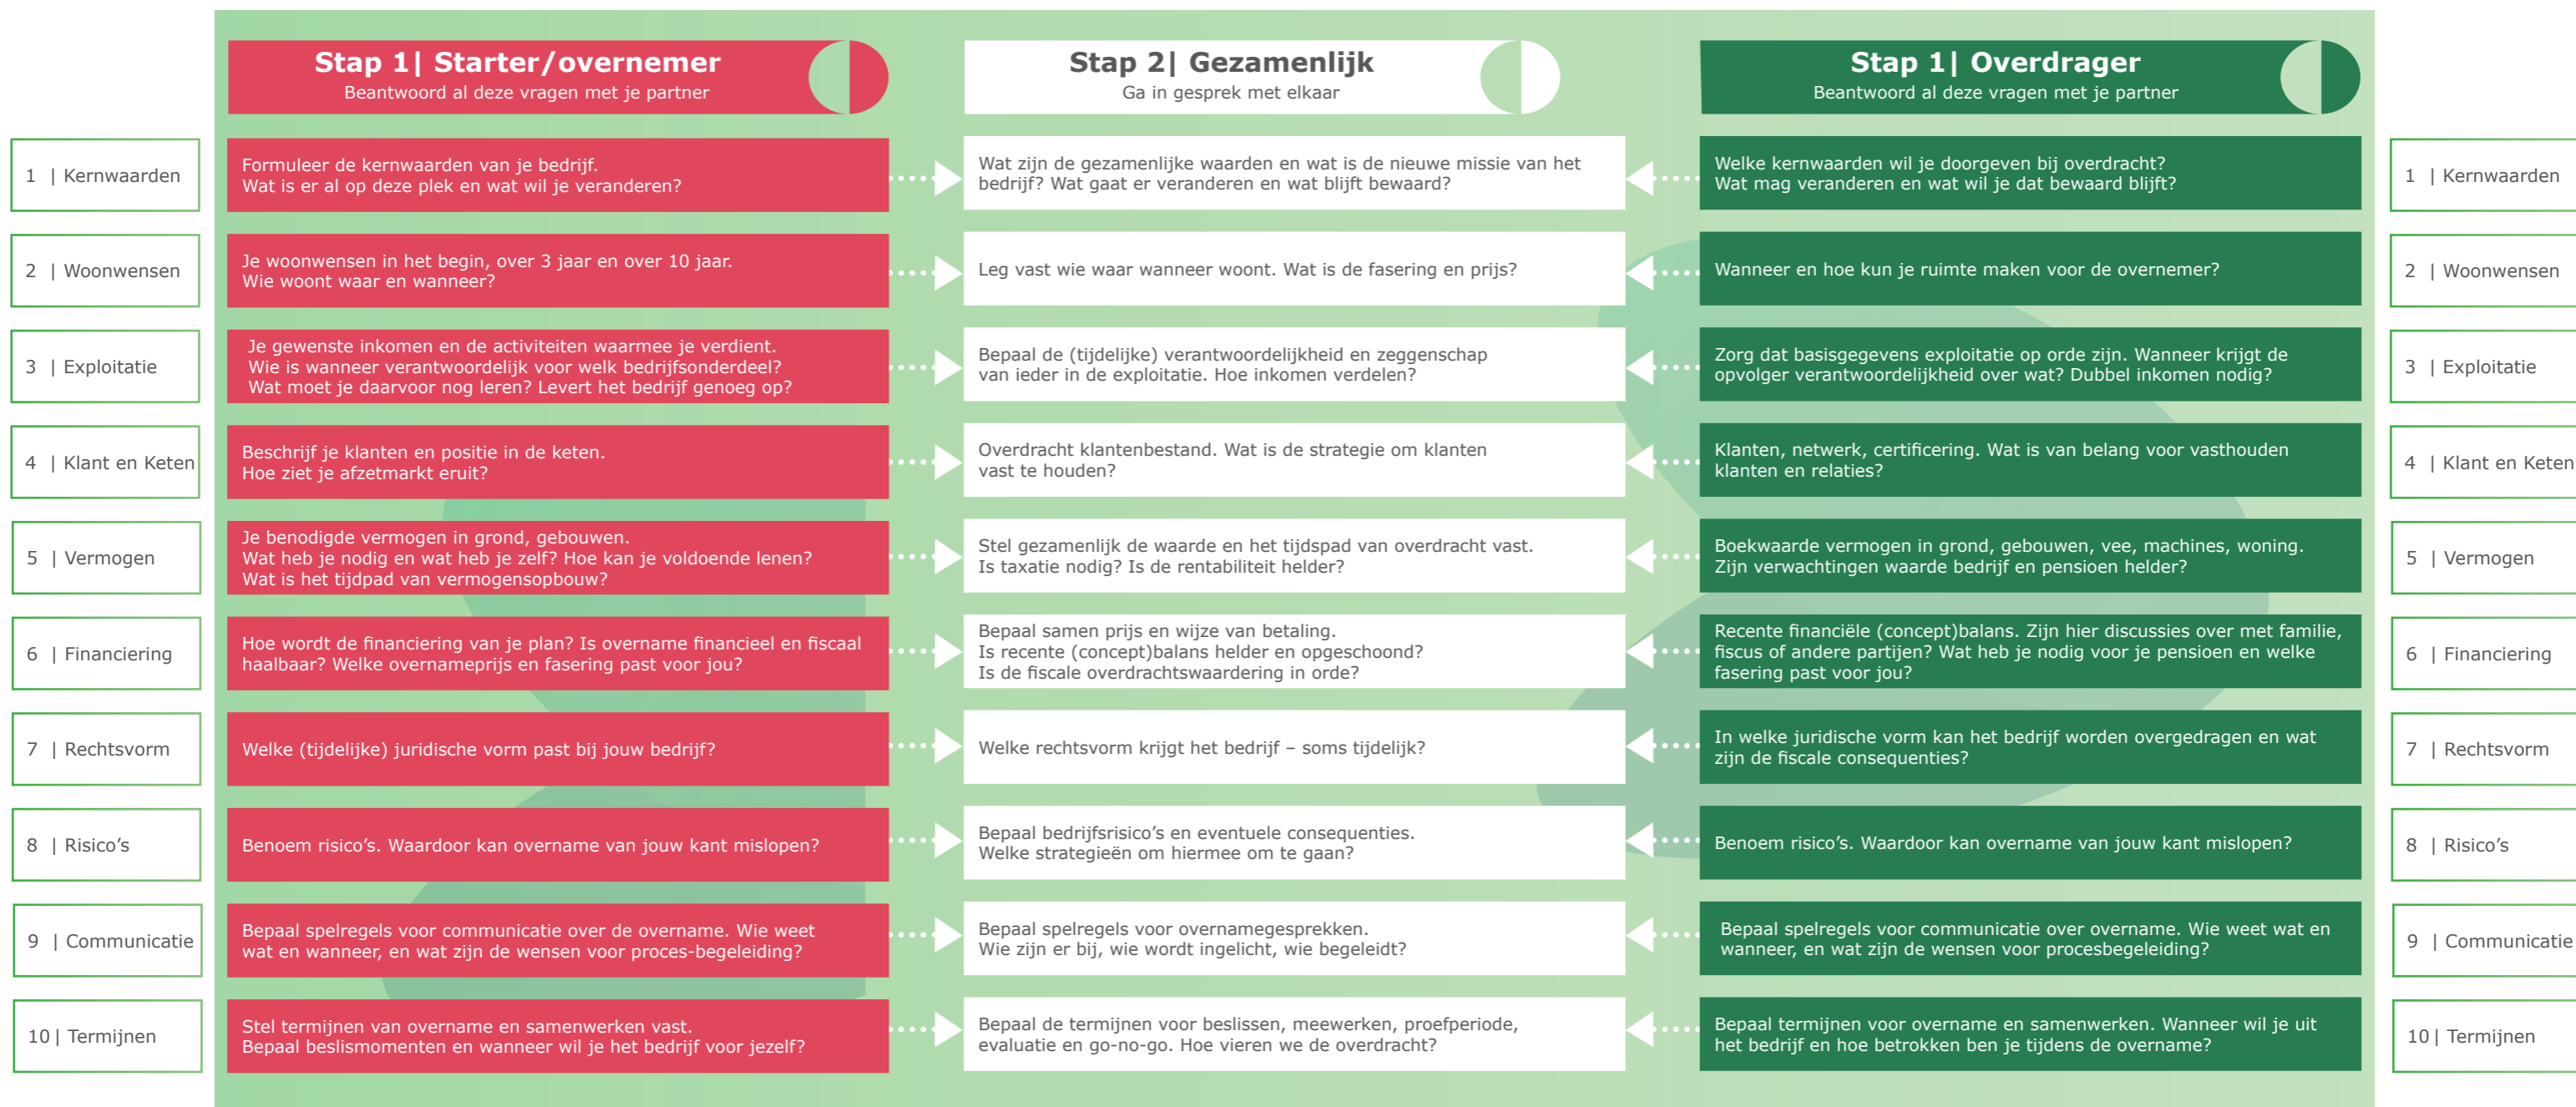 Stap 1| Starter/overnemer
Beantwoord al deze vragen met je partner
Stap 2| Gezamenlijk
Ga in gesprek met elkaar
Stap 1| Overdrager
Beantwoord al deze vragen met je partner
1 | Kernwaarden
Formuleer de kernwaarden van je bedrijf.
Wat is er al op deze plek en wat wil je veranderen?
Wat zijn de gezamenlijke waarden en wat is de nieuwe missie van het
bedrijf? Wat gaat er veranderen en wat blijft bewaard?
Welke kernwaarden wil je doorgeven bij overdracht?
Wat mag veranderen en wat wil je dat bewaard blijft?
1 | Kernwaarden
2 | Woonwensen
Je woonwensen in het begin, over 3 jaar en over 10 jaar.
Wie woont waar en wanneer?
Leg vast wie waar wanneer woont. Wat is de fasering en prijs?
Wanneer en hoe kun je ruimte maken voor de overnemer?
2 | Woonwensen
3 | Exploitatie
Je gewenste inkomen en de activiteiten waarmee je verdient.
Wie is wanneer verantwoordelijk voor welk bedrijfsonderdeel?
Wat moet je daarvoor nog leren? Levert het bedrijf genoeg op?
Bepaal de (tijdelijke) verantwoordelijkheid en zeggenschap
van ieder in de exploitatie. Hoe inkomen verdelen?
Zorg dat basisgegevens exploitatie op orde zijn. Wanneer krijgt de
opvolger verantwoordelijkheid over wat? Dubbel inkomen nodig?
3 | Exploitatie
4 | Klant en Keten
Beschrijf je klanten en positie in de keten.
Hoe ziet je afzetmarkt eruit?
Overdracht klantenbestand. Wat is de strategie om klanten
vast te houden?
Klanten, netwerk, certificering. Wat is van belang voor vasthouden
klanten en relaties?
4 | Klant en Keten
5 | Vermogen
Je benodigde vermogen in grond, gebouwen.
Wat heb je nodig en wat heb je zelf? Hoe kan je voldoende lenen?
Wat is het tijdpad van vermogensopbouw?
Stel gezamenlijk de waarde en het tijdspad van overdracht vast.
Is taxatie nodig? Is de rentabiliteit helder?
Boekwaarde vermogen in grond, gebouwen, vee, machines, woning.
Zijn verwachtingen waarde bedrijf en pensioen helder?
5 | Vermogen
6 | Financiering
Hoe wordt de financiering van je plan? Is overname financieel en fiscaal
haalbaar? Welke overnameprijs en fasering past voor jou?
Bepaal samen prijs en wijze van betaling.
Is recente (concept)balans helder en opgeschoond?
Is de fiscale overdrachtswaardering in orde?
Recente financiële (concept)balans. Zijn hier discussies over met familie,
fiscus of andere partijen? Wat heb je nodig voor je pensioen en welke
fasering past voor jou?
6 | Financiering
7 | Rechtsvorm
Welke (tijdelijke) juridische vorm past bij jouw bedrijf?
Welke rechtsvorm krijgt het bedrijf – soms tijdelijk?
In welke juridische vorm kan het bedrijf worden overgedragen en wat
zijn de fiscale consequenties?
7 | Rechtsvorm
8 | Risico's
Benoem risico's. Waardoor kan overname van jouw kant mislopen?
Bepaal bedrijfsrisico's en eventuele consequenties.
Welke strategieën om hiermee om te gaan?
Benoem risico's. Waardoor kan overname van jouw kant mislopen?
8 | Risico's
9 | Communicatie
Bepaal spelregels voor communicatie over de overname. Wie weet
wat en wanneer, en wat zijn de wensen voor proces-begeleiding?
Bepaal spelregels voor overnamegesprekken.
Wie zijn er bij, wie wordt ingelicht, wie begeleidt?
Bepaal spelregels voor communicatie over overname. Wie weet wat en
wanneer, en wat zijn de wensen voor procesbegeleiding?
9 | Communicatie
10 | Termijnen
Stel termijnen van overname en samenwerken vast.
Bepaal beslismomenten en wanneer wil je het bedrijf voor jezelf?
Bepaal de termijnen voor beslissen, meewerken, proefperiode,
evaluatie en go-no-go. Hoe vieren we de overdracht?
Bepaal termijnen voor overname en samenwerken. Wanneer wil je uit
het bedrijf en hoe betrokken ben je tijdens de overname?
10 | Termijnen